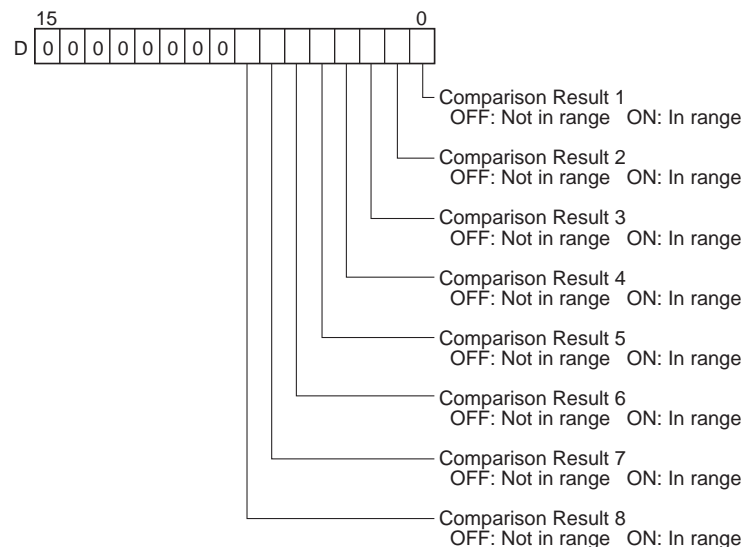 15 0
D 0 0 0 0 0 0 0 0
Comparison Result 1
OFF: Not in range ON: In range
Comparison Result 2
OFF: Not in range ON: In range
Comparison Result 3
OFF: Not in range ON: In range
Comparison Result 4
OFF: Not in range ON: In range
Comparison Result 5
OFF: Not in range ON: In range
Comparison Result 6
OFF: Not in range ON: In range
Comparison Result 7
OFF: Not in range ON: In range
Comparison Result 8
OFF: Not in range ON: In range